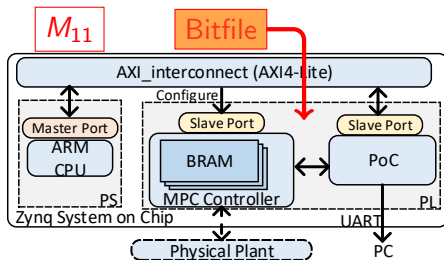 M11
Bitfile
AXI_interconnect (AXI4-Lite)
Configure
Master Port
Slave Port
Slave Port
ARM
CPU
BRAM
PoC
MPC Controller
PS
PL
Zynq System on Chip
UART
Physical Plant
PC